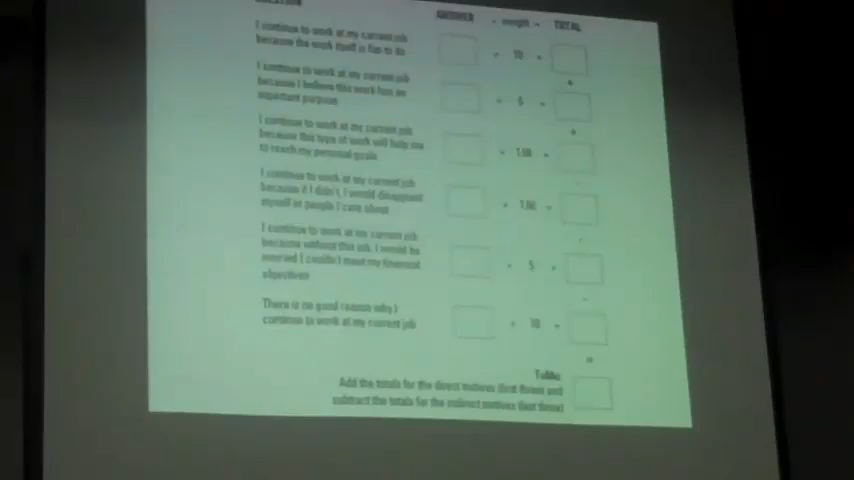 QUESTION
ANSWER × weight = TOTAL
I continue to work at my current job
because the work itself is fun to do
× 10 =
I continue to work at my current job
because I believe this work has an
important purpose
× 5 =
I continue to work at my current job
because this type of work will help me
to reach my personal goals
× 1.66 =
I continue to work at my current job
because if I didn't, I would disappoint
myself or people I care about
× 1.66 =
I continue to work at my current job
because without this job, I would be
worried I couldn't meet my financial
objectives
× 5 =
There is no good reason why I
continue to work at my current job
× 10 =
ToMo:
Add the totals for the direct motives (first three) and
subtract the totals for the indirect motives (last three)